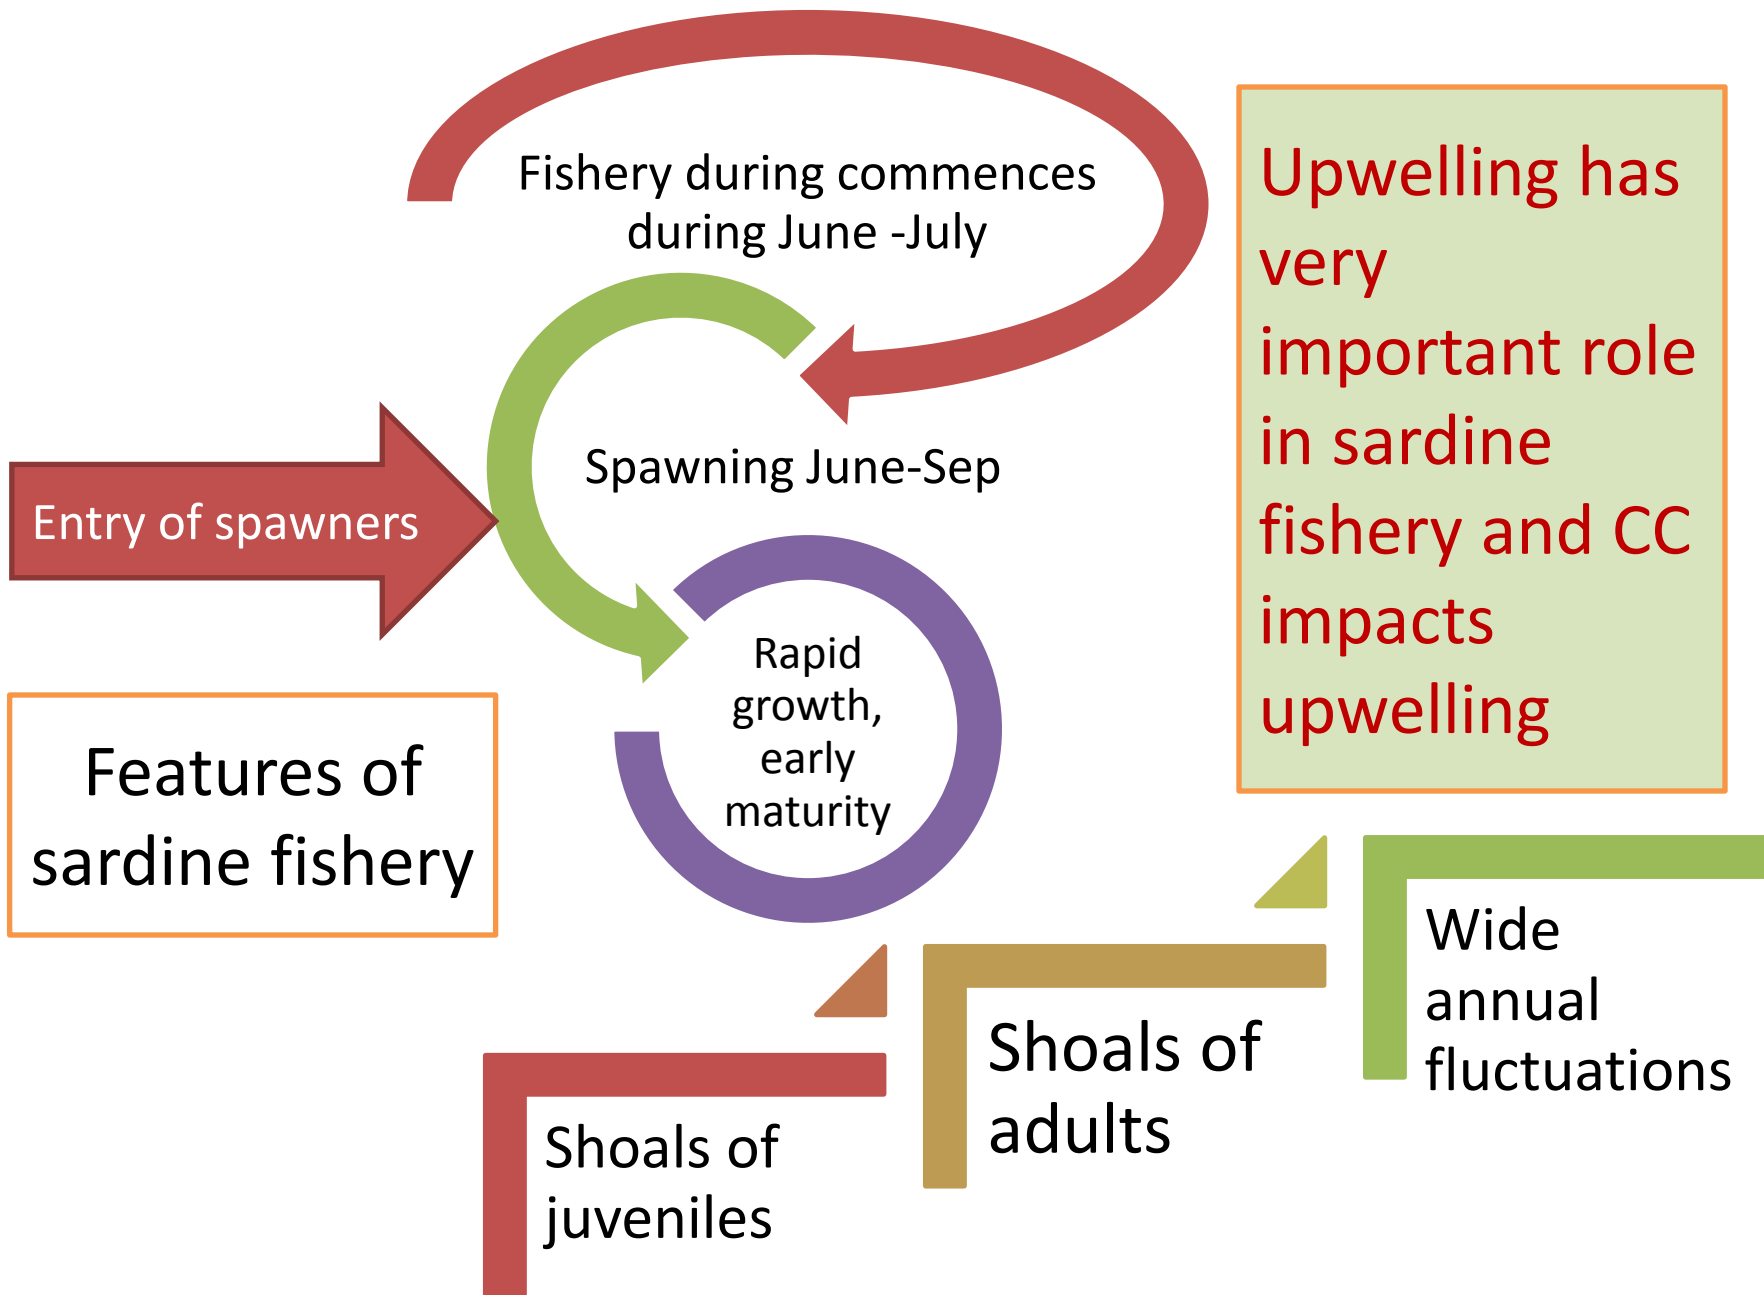 Fishery during commences
during June -July
Upwelling has
very
important role
in sardine
fishery and CC
impacts
upwelling
Spawning June-Sep
Entry of spawners
Rapid
growth,
early
maturity
Features of
sardine fishery
Wide
annual
fluctuations
Shoals of
adults
Shoals of
juveniles